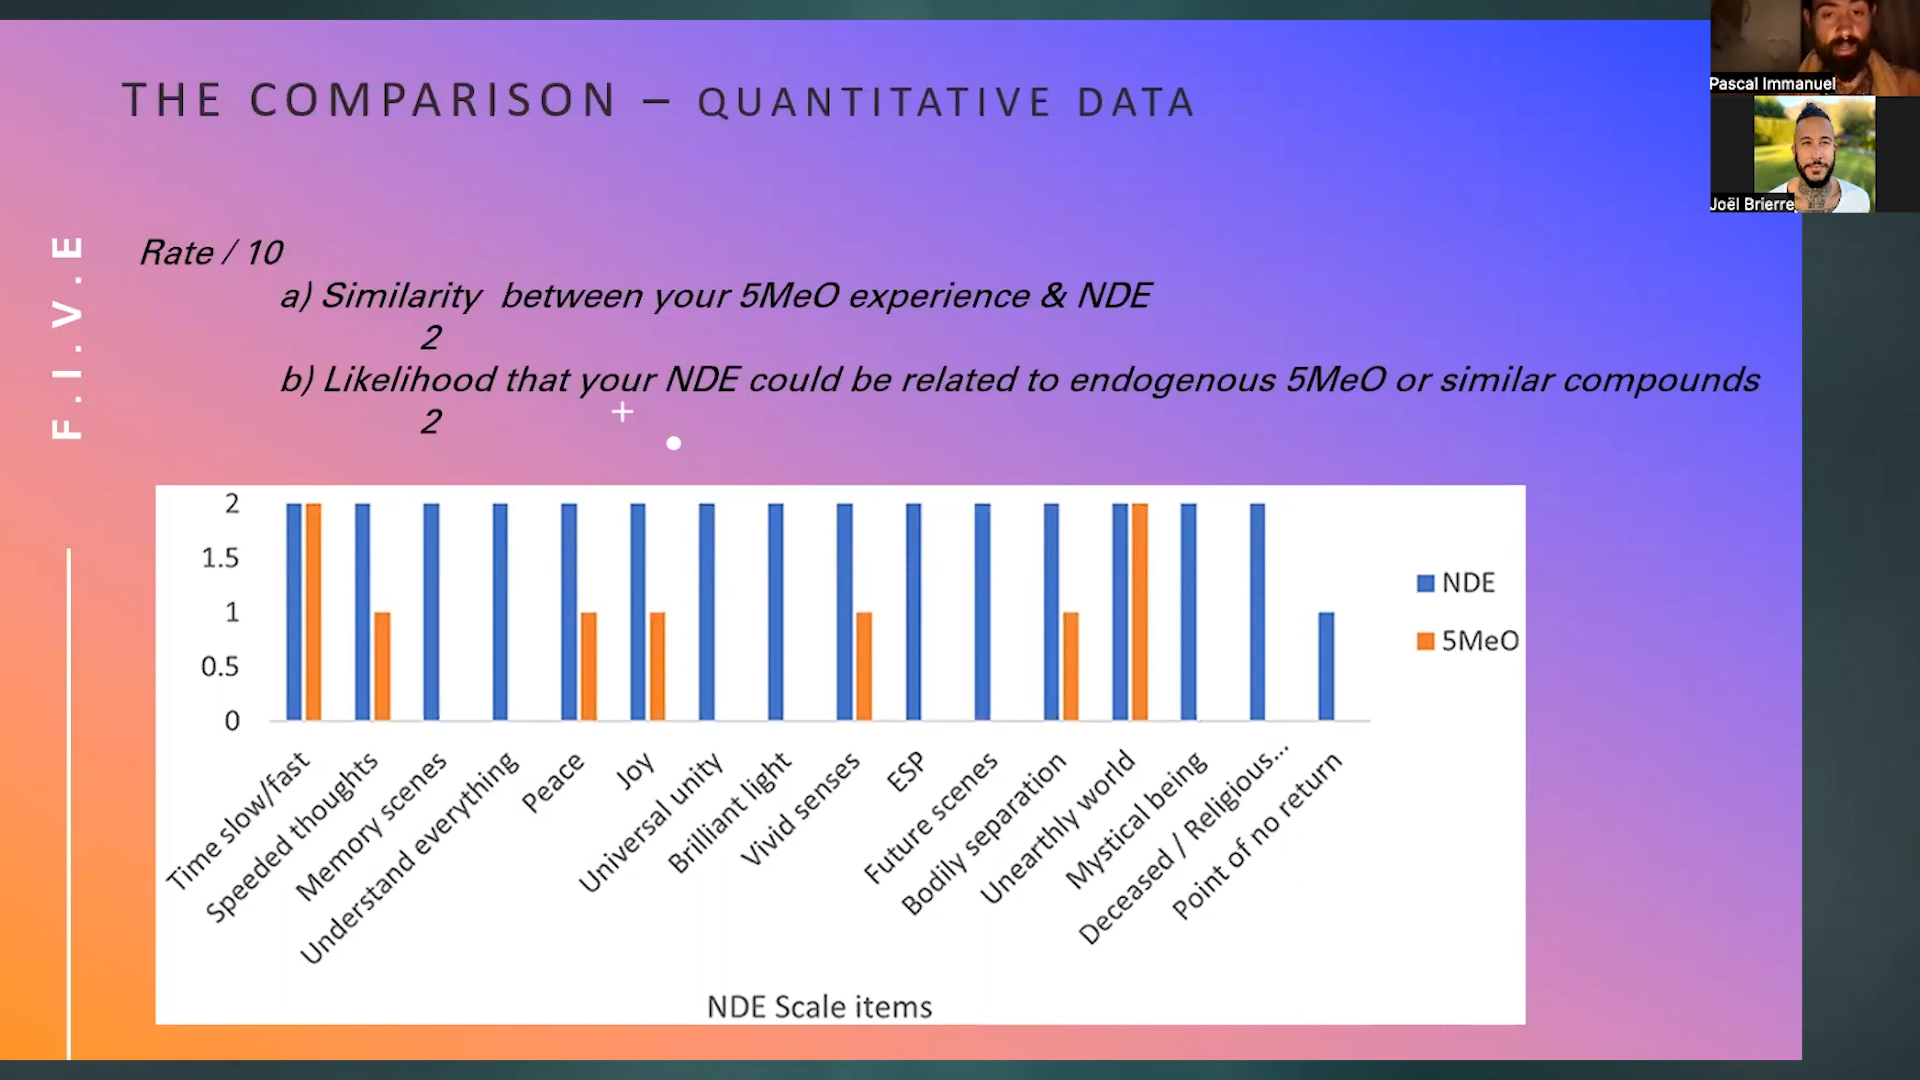 THE COMPARISON – QUANTITATIVE DATA
Pascal Immanuel
Joël Brierre
F.I.V.E
Rate / 10
a) Similarity between your 5MeO experience & NDE
2
b) Likelihood that your NDE could be related to endogenous 5MeO or similar compounds
2
2
1.5
1
0.5
0
NDE
5MeO
Time slow/fast
Speeded thoughts
Memory scenes
Understand everything
Peace
Joy
Universal unity
Brilliant light
Vivid senses
ESP
Future scenes
Bodily separation
Unearthly world
Mystical being
Deceased / Religious...
Point of no return
NDE Scale items